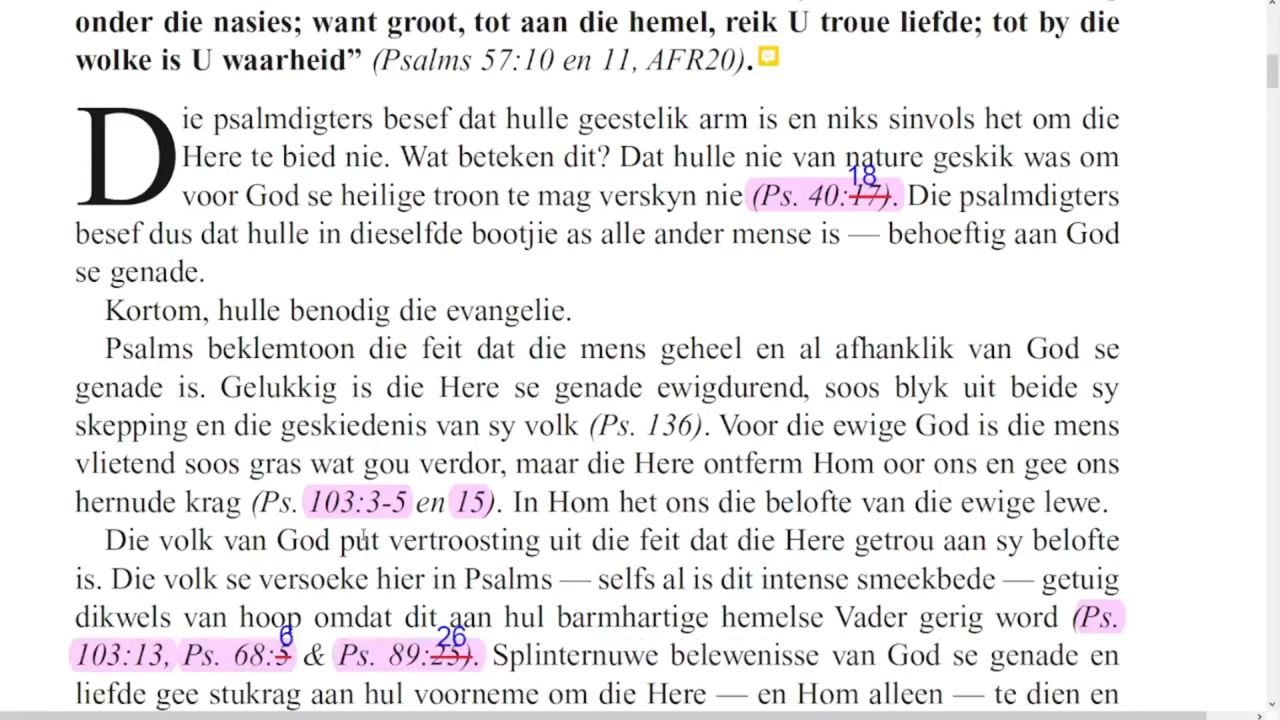 onder die nasies; want groot, tot aan die hemel, reik U troue liefde; tot by die
wolke is U waarheid” (Psalms 57:10 en 11, AFR20).
Die psalmdigters besef dat hulle geestelik arm is en niks sinvols het om die
Here te bied nie. Wat beteken dit? Dat hulle nie van nature geskik was om
18
voor God se heilige troon te mag verskyn nie (Ps. 40:17). Die psalmdigters
besef dus dat hulle in dieselfde bootjie as alle ander mense is — behoeftig aan God
se genade.
Kortom, hulle benodig die evangelie.
Psalms beklemtoon die feit dat die mens geheel en al afhanklik van God se
genade is. Gelukkig is die Here se genade ewigdurend, soos blyk uit beide sy
skepping en die geskiedenis van sy volk (Ps. 136). Voor die ewige God is die mens
vlietend soos gras wat gou verdor, maar die Here ontferm Hom oor ons en gee ons
hernude krag (Ps. 103:3-5 en 15). In Hom het ons die belofte van die ewige lewe.
Die volk van God put vertroosting uit die feit dat die Here getrou aan sy belofte
is. Die volk se versoeke hier in Psalms — selfs al is dit intense smeekbede — getuig
dikwels van hoop omdat dit aan hul barmhartige hemelse Vader gerig word (Ps.
6 26
103:13, Ps. 68:5 & Ps. 89:25). Splinternuwe belewenisse van God se genade en
liefde gee stukrag aan hul voorneme om die Here — en Hom alleen — te dien en